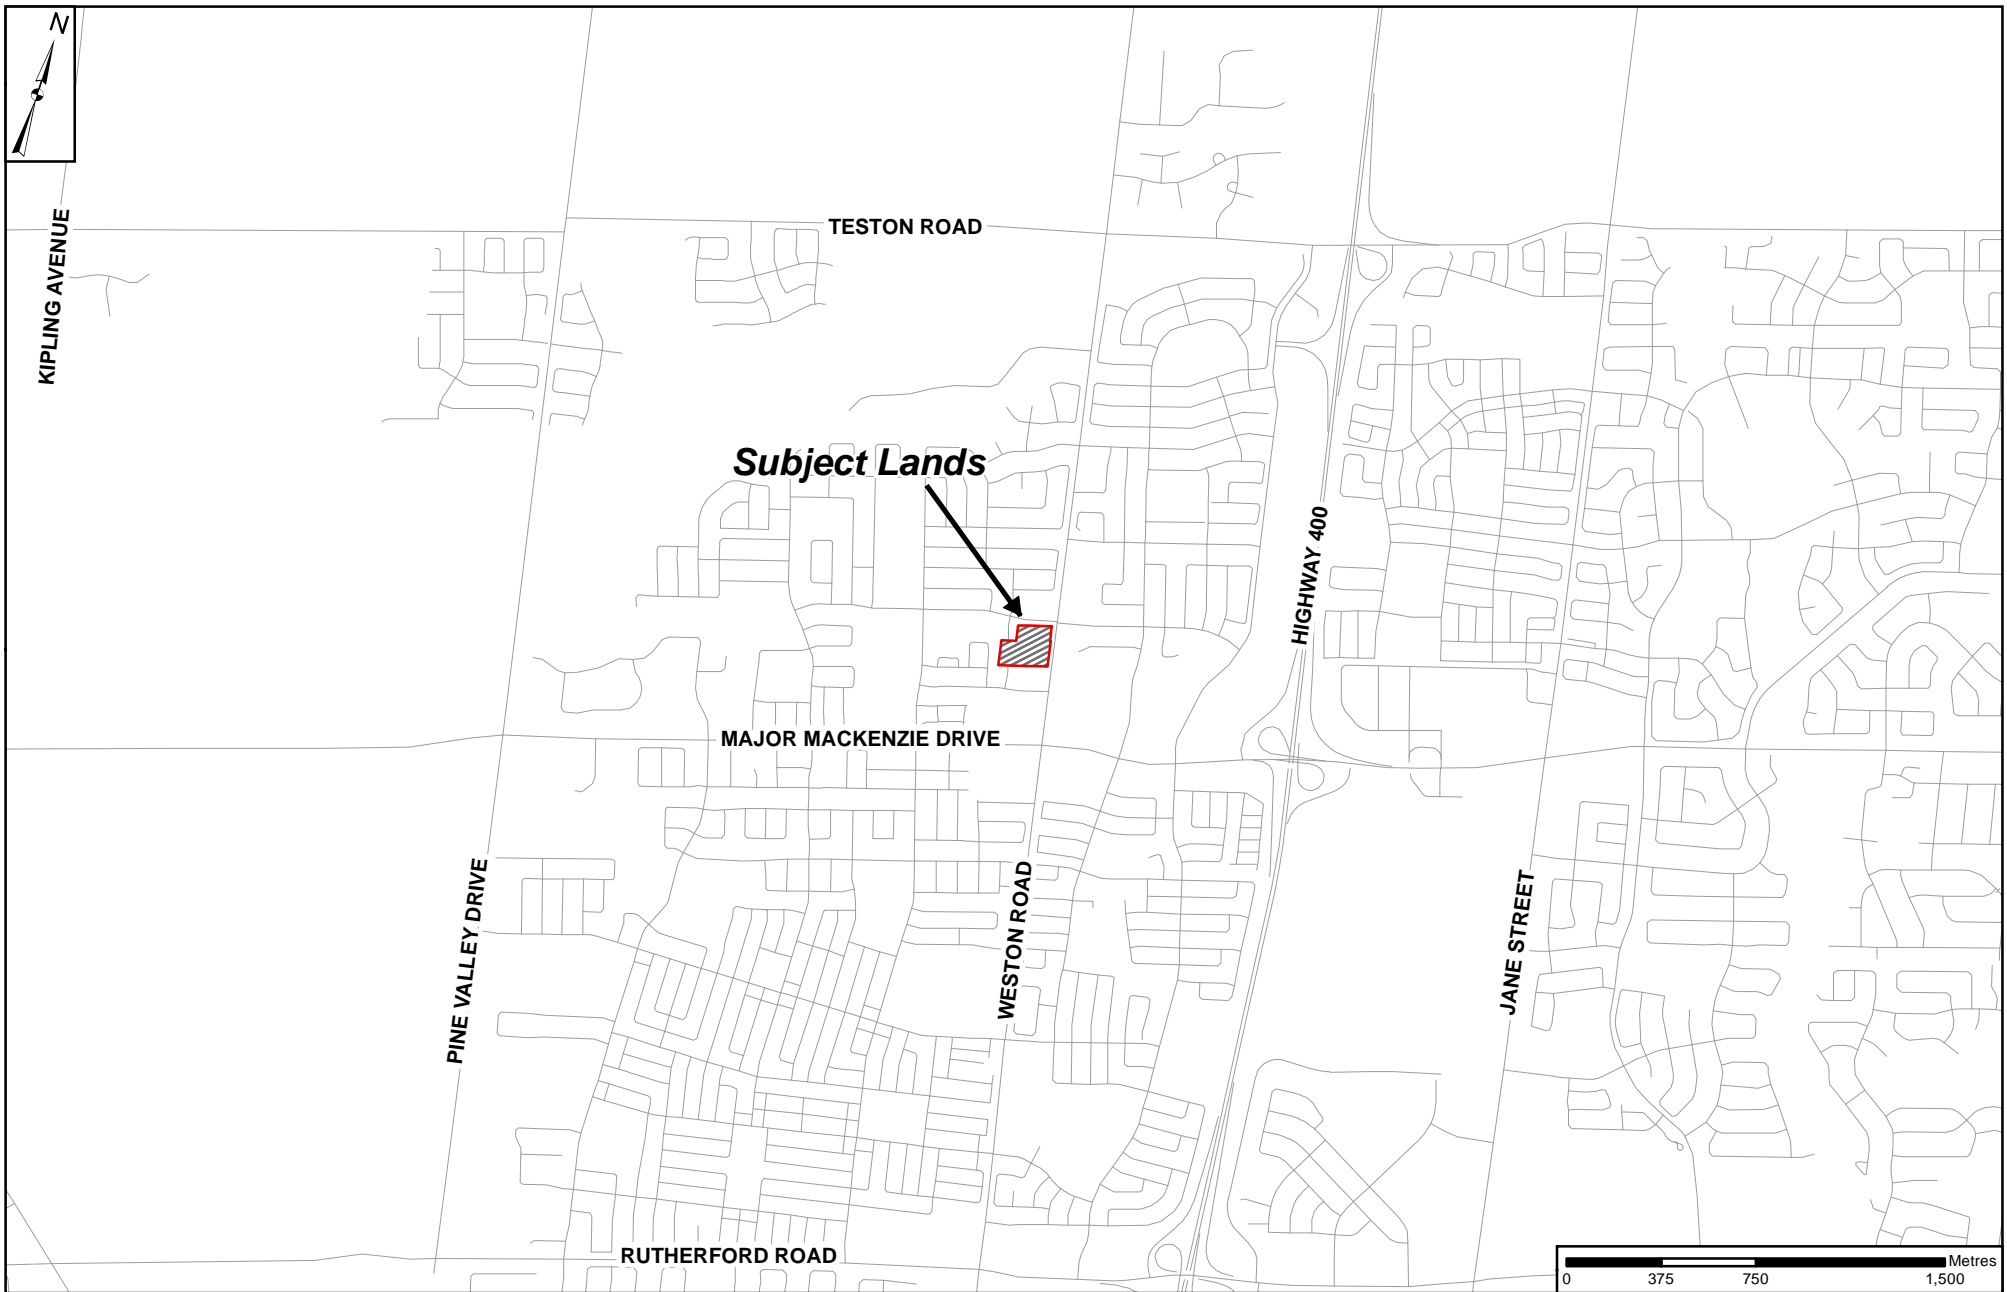 N
TESTON ROAD
KIPLING AVENUE
Subject Lands
HIGHWAY 400
MAJOR MACKENZIE DRIVE
PINE VALLEY DRIVE
WESTON ROAD
JANE STREET
RUTHERFORD ROAD
Metres
0 375 750 1,500